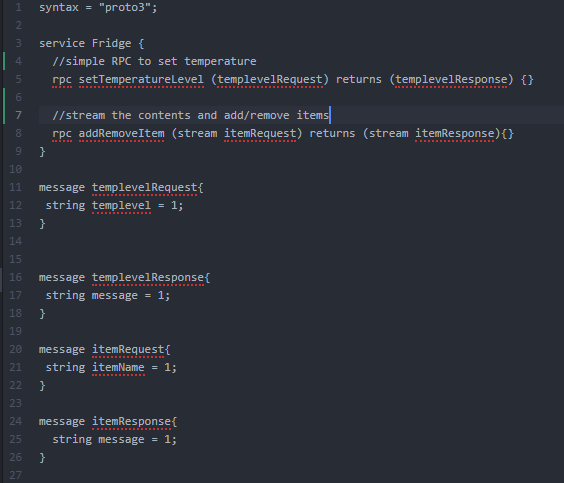 1 syntax = "proto3";
2
3 service Fridge {
4 //simple RPC to set temperature
5 rpc setTemperatureLevel (templevelRequest) returns (templevelResponse) {}
6
7 //stream the contents and add/remove items
8 rpc addRemoveItem (stream itemRequest) returns (stream itemResponse){}
9 }
10
11 message templevelRequest{
12 string templevel = 1;
13 }
14
15
16 message templevelResponse{
17 string message = 1;
18 }
19
20 message itemRequest{
21 string itemName = 1;
22 }
23
24 message itemResponse{
25 string message = 1;
26 }
27